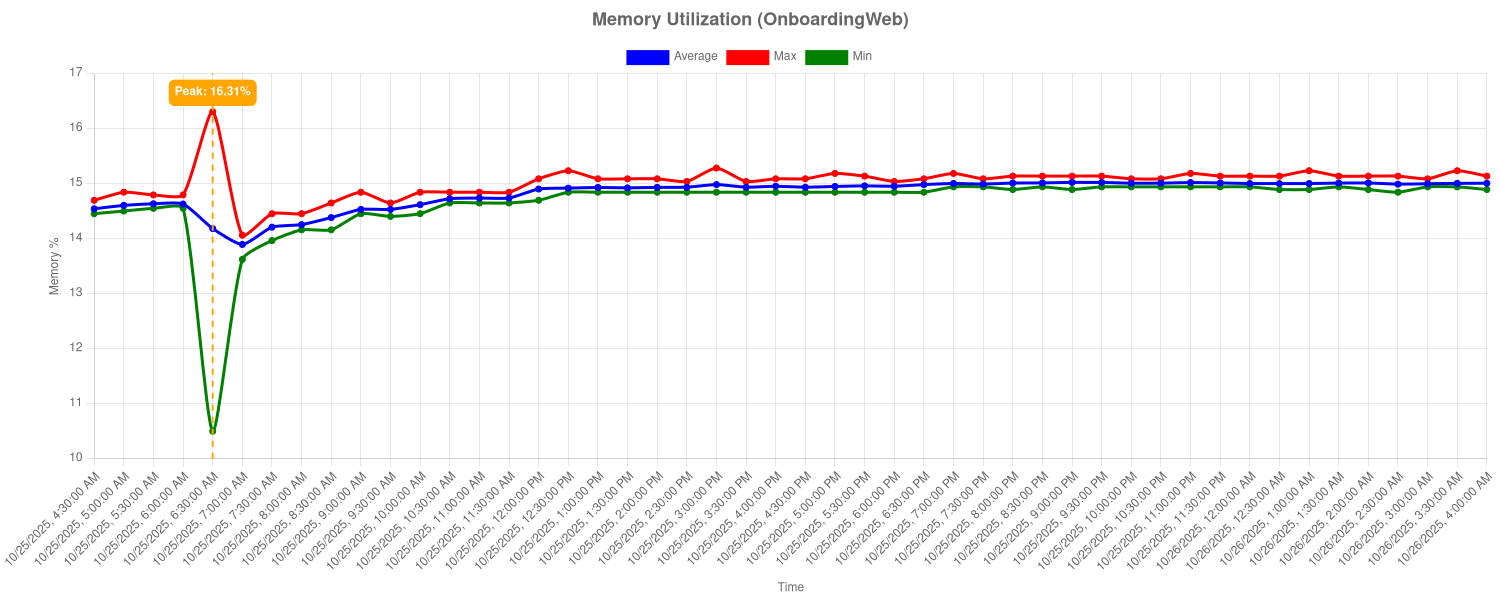 Memory Utilization (OnboardingWeb)
Average Max Min
Peak: 16.31%
17
16
15
14
13
12
11
10
Memory %
10/25/2025, 4:30:00 AM
10/25/2025, 5:00:00 AM
10/25/2025, 5:30:00 AM
10/25/2025, 6:00:00 AM
10/25/2025, 6:30:00 AM
10/25/2025, 7:00:00 AM
10/25/2025, 7:30:00 AM
10/25/2025, 8:00:00 AM
10/25/2025, 8:30:00 AM
10/25/2025, 9:00:00 AM
10/25/2025, 9:30:00 AM
10/25/2025, 10:00:00 AM
10/25/2025, 10:30:00 AM
10/25/2025, 11:00:00 AM
10/25/2025, 11:30:00 AM
10/25/2025, 12:00:00 PM
10/25/2025, 12:30:00 PM
10/25/2025, 1:00:00 PM
10/25/2025, 1:30:00 PM
10/25/2025, 2:00:00 PM
10/25/2025, 2:30:00 PM
10/25/2025, 3:00:00 PM
10/25/2025, 3:30:00 PM
10/25/2025, 4:00:00 PM
10/25/2025, 4:30:00 PM
10/25/2025, 5:00:00 PM
10/25/2025, 5:30:00 PM
10/25/2025, 6:00:00 PM
10/25/2025, 6:30:00 PM
10/25/2025, 7:00:00 PM
10/25/2025, 7:30:00 PM
10/25/2025, 8:00:00 PM
10/25/2025, 8:30:00 PM
10/25/2025, 9:00:00 PM
10/25/2025, 9:30:00 PM
10/25/2025, 10:00:00 PM
10/25/2025, 10:30:00 PM
10/25/2025, 11:00:00 PM
10/25/2025, 11:30:00 PM
10/26/2025, 12:00:00 AM
10/26/2025, 12:30:00 AM
10/26/2025, 1:00:00 AM
10/26/2025, 1:30:00 AM
10/26/2025, 2:00:00 AM
10/26/2025, 2:30:00 AM
10/26/2025, 3:00:00 AM
10/26/2025, 3:30:00 AM
10/26/2025, 4:00:00 AM
Time